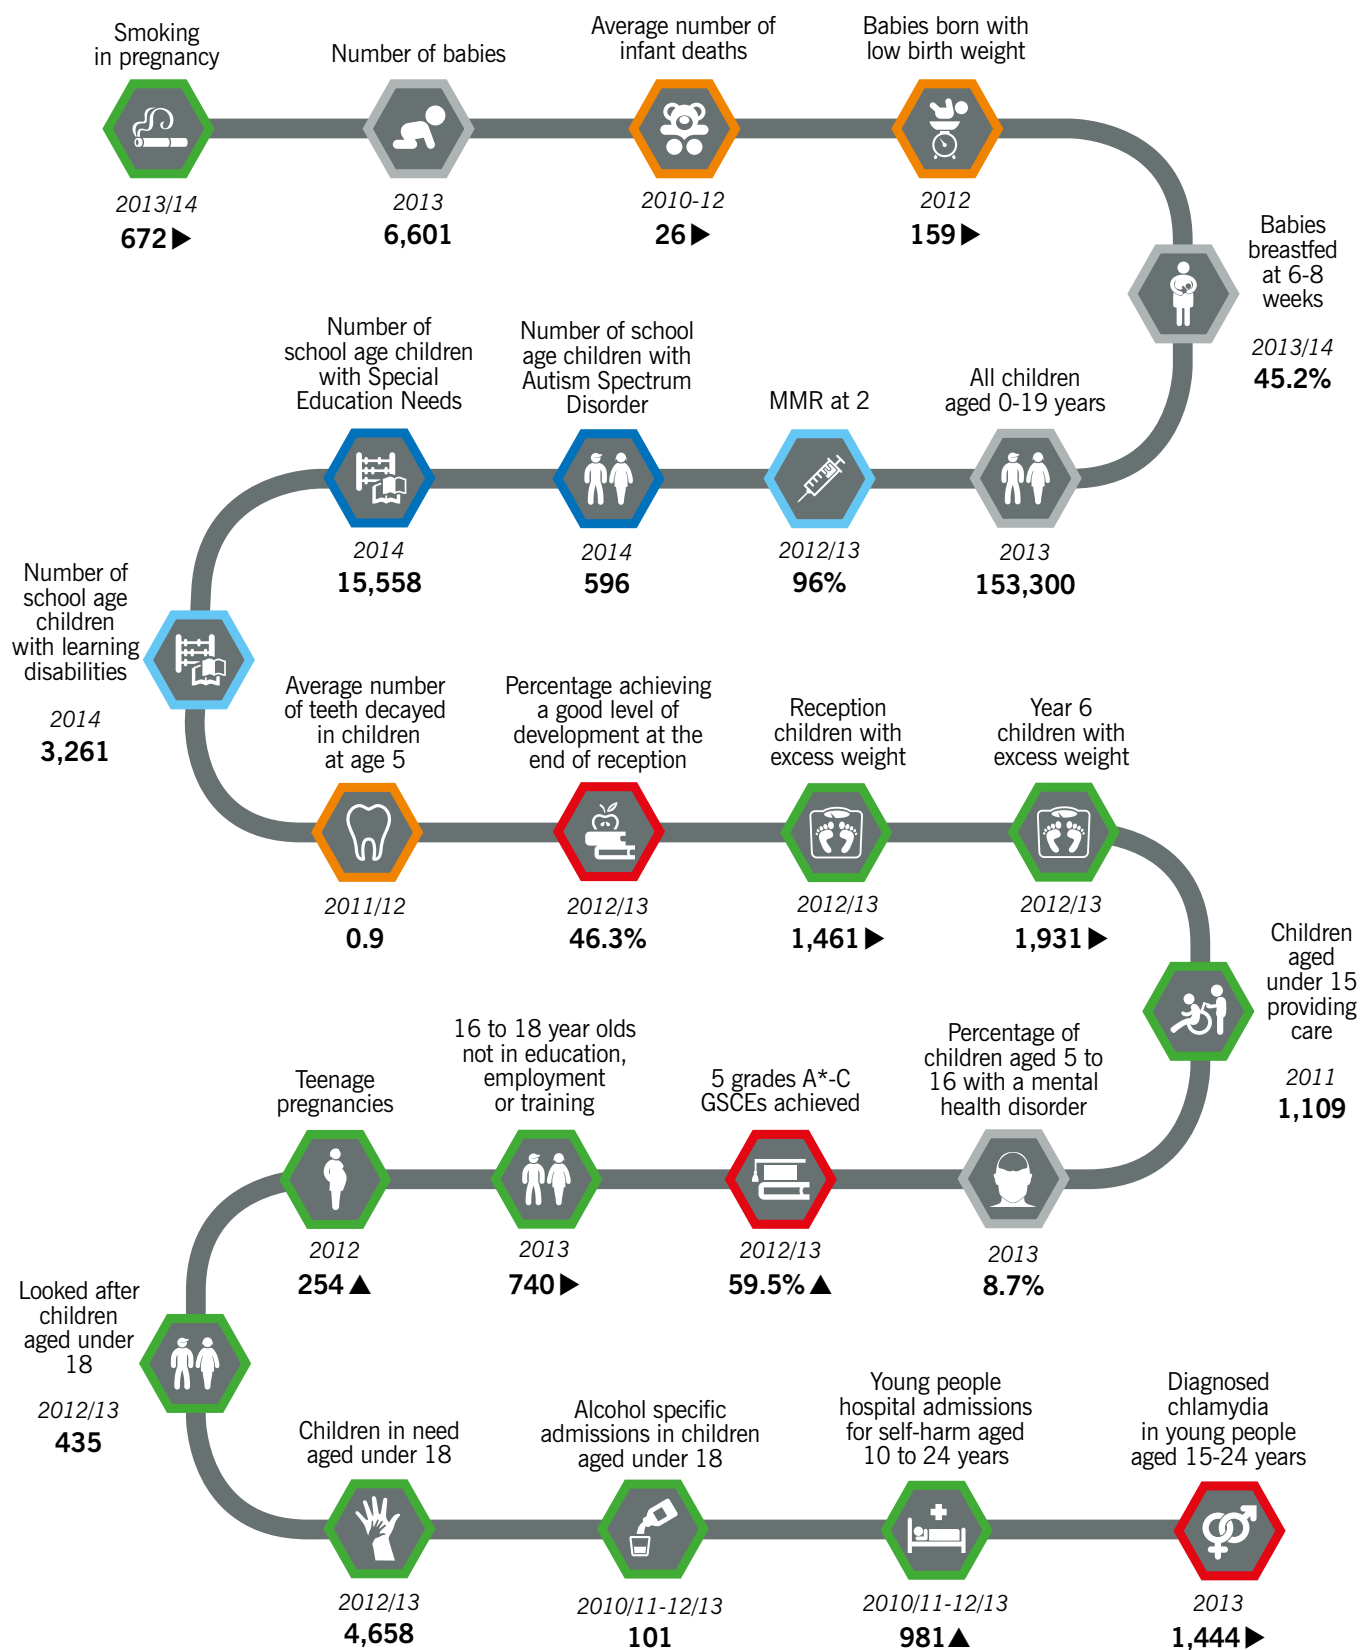 Smoking
in pregnancy
2013/14
672 ▶
Number of babies
2013
6,601
Average number of
infant deaths
2010-12
26 ▶
Babies born with
low birth weight
2012
159 ▶
Babies
breastfed
at 6-8
weeks
2013/14
45.2%
All children
aged 0-19 years
2013
153,300
MMR at 2
2012/13
96%
Number of school
age children with
Autism Spectrum
Disorder
2014
596
Number of
school age children
with Special
Education Needs
2014
15,558
Number of
school age
children
with learning
disabilities
2014
3,261
Average number
of teeth decayed
in children
at age 5
2011/12
0.9
Percentage achieving
a good level of
development at the
end of reception
2012/13
46.3%
Reception
children with
excess weight
2012/13
1,461 ▶
Year 6
children with
excess weight
2012/13
1,931 ▶
Children
aged
under 15
providing
care
2011
1,109
Percentage of
children aged 5 to
16 with a mental
health disorder
2013
8.7%
5 grades A*-C
GSCEs achieved
2012/13
59.5% ▲
16 to 18 year olds
not in education,
employment
or training
2013
740 ▶
Teenage
pregnancies
2012
254 ▲
Looked after
children
aged under
18
2012/13
435
Children in need
aged under 18
2012/13
4,658
Alcohol specific
admissions in children
aged under 18
2010/11-12/13
101
Young people
hospital admissions
for self-harm aged
10 to 24 years
2010/11-12/13
981 ▲
Diagnosed
chlamydia
in young people
aged 15-24 years
2013
1,444 ▶